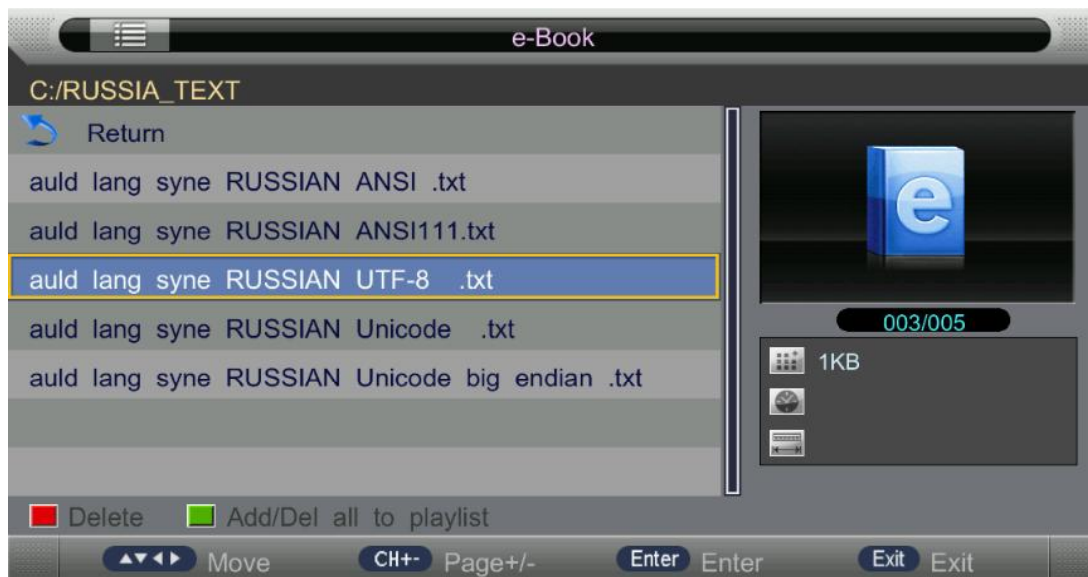 e-Book
C:/RUSSIA_TEXT
Return
auld lang syne RUSSIAN ANSI .txt
auld lang syne RUSSIAN ANSI111.txt
auld lang syne RUSSIAN UTF-8 .txt
auld lang syne RUSSIAN Unicode .txt
auld lang syne RUSSIAN Unicode big endian .txt
e
003/005
1KB
Delete Add/Del all to playlist
▲▼◀▶ Move CH+- Page+/- Enter Enter Exit Exit